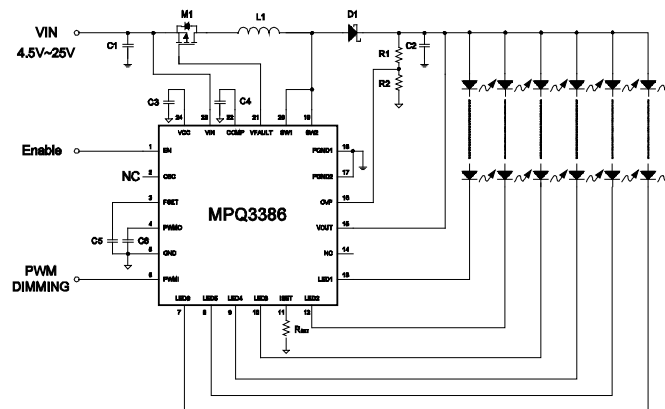 M1
L1
D1
VIN
4.5V~25V
C1
R1
C2
R2
C3
C4
24
23
22
21
20
19
VCC
VIN
COMP
VFAULT
SW1
SW2
Enable
1
EN
PGND1
18
NC
2
OSC
PGND2
17
3
FSET
OVP
16
MPQ3386
C5
C6
4
PWMO
VOUT
15
5
GND
NC
14
PWM
DIMMING
6
PWMI
LED1
13
LED6
LED5
LED4
LED3
ISET
LED2
7
8
9
10
11
12
RSET